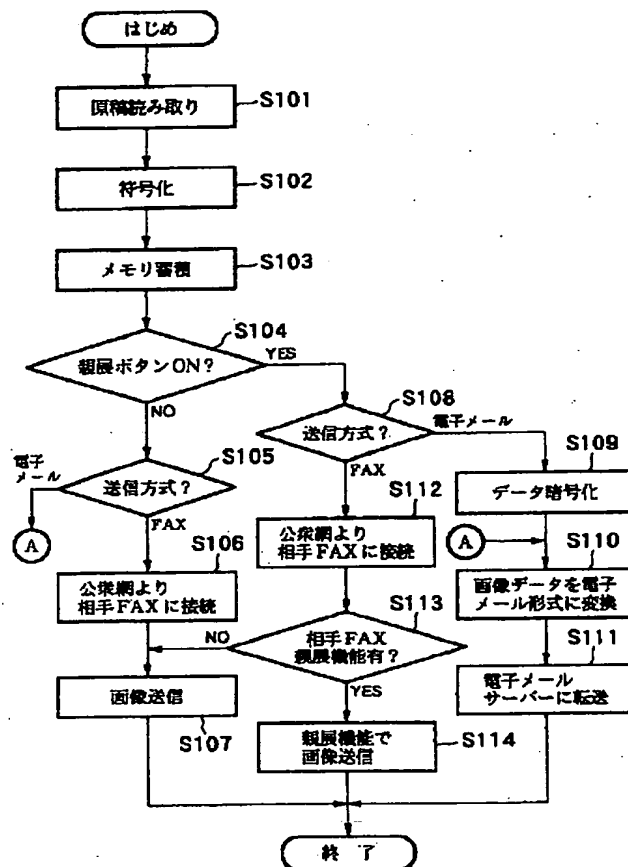 はじめ
原稿読み取り
S101
符号化
S102
メモリ蓄積
S103
親展ボタンON?
S104
YES
NO
送信方式?
S108
電子メール
FAX
電子
メール
送信方式?
S105
FAX
A
データ暗号化
S109
公衆網より
相手FAXに接続
S112
A
公衆網より
相手FAXに接続
S106
画像データを電子
メール形式に変換
S110
相手FAX
親展機能有?
S113
NO
YES
電子メール
サーバーに転送
S111
画像送信
S107
親展機能で
画像送信
S114
終了